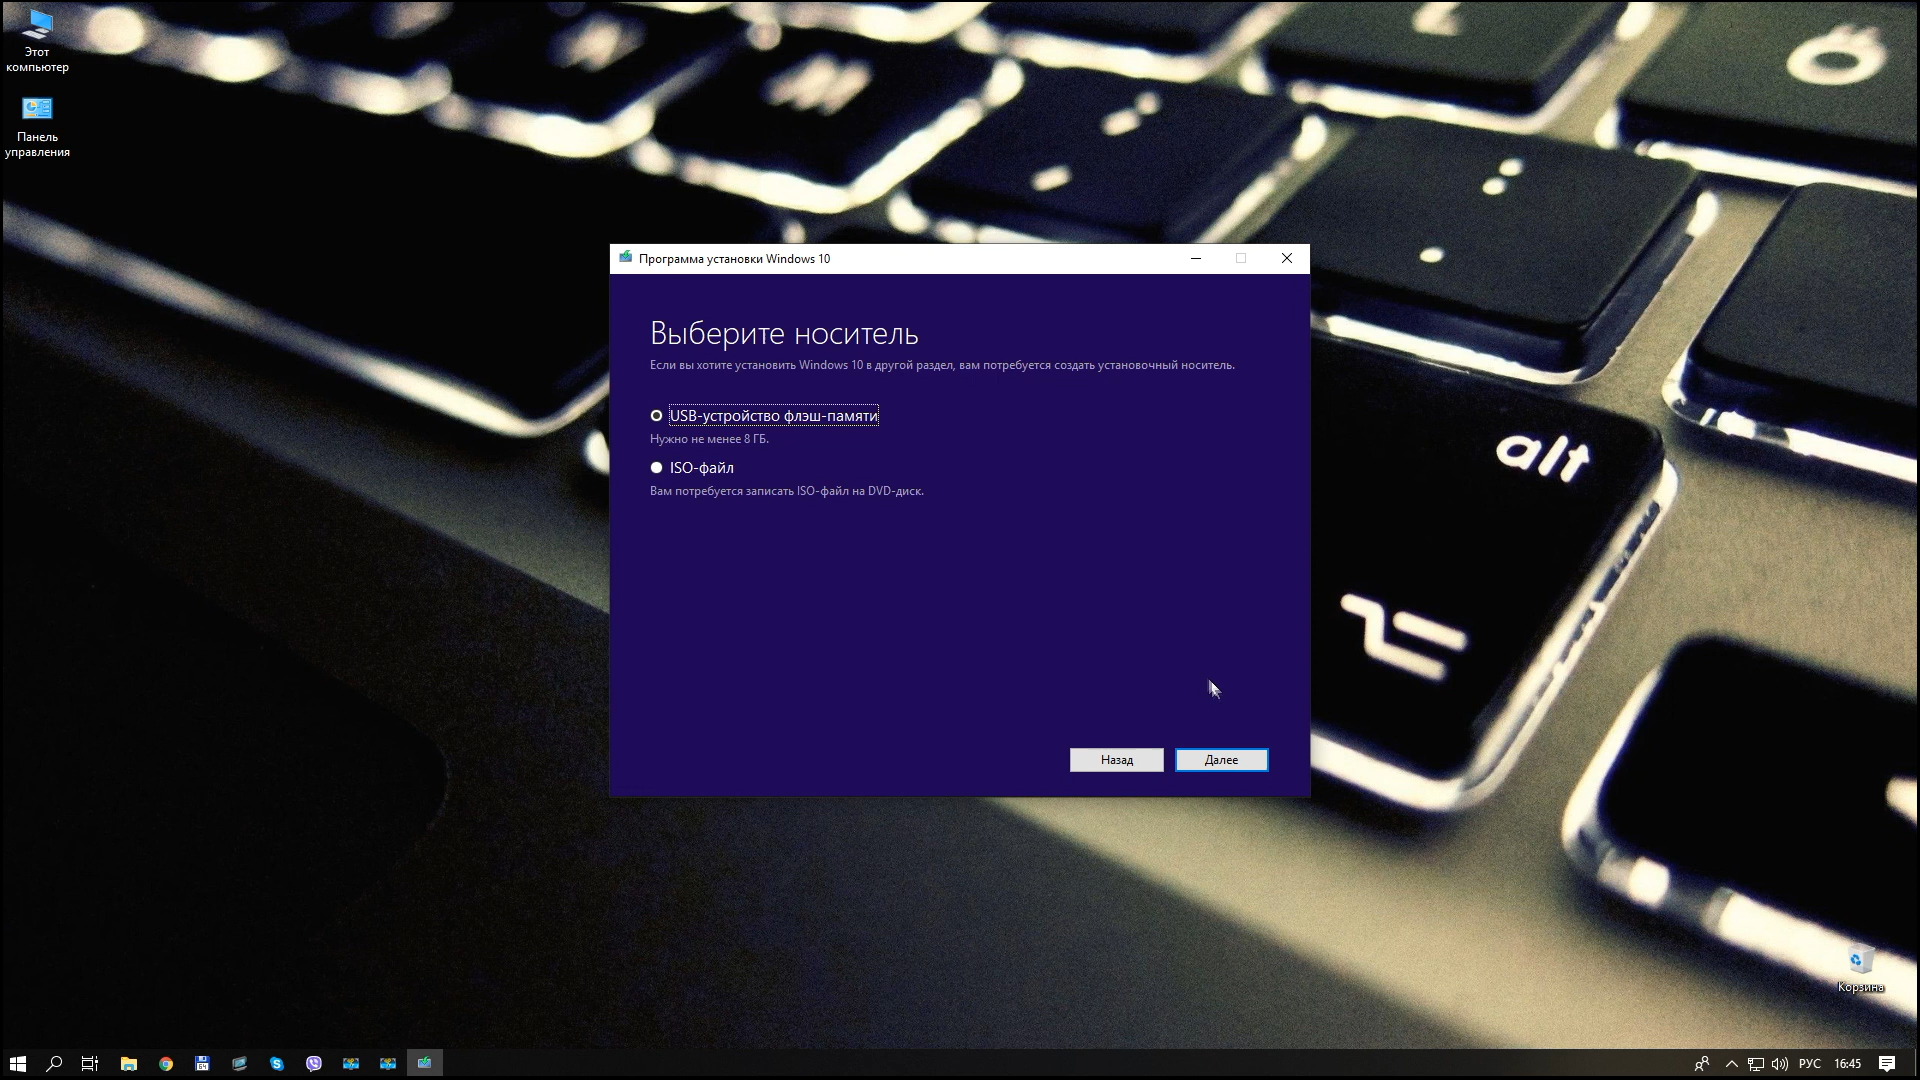 Этот
компьютер
Панель
управления
Программа установки Windows 10
Выберите носитель
Если вы хотите установить Windows 10 в другой раздел, вам потребуется создать установочный носитель.
USB-устройство флэш-памяти
Нужно не менее 8 ГБ.
ISO-файл
Вам потребуется записать ISO-файл на DVD-диск.
alt
Назад
Далее
Корзина
РУС
16:45